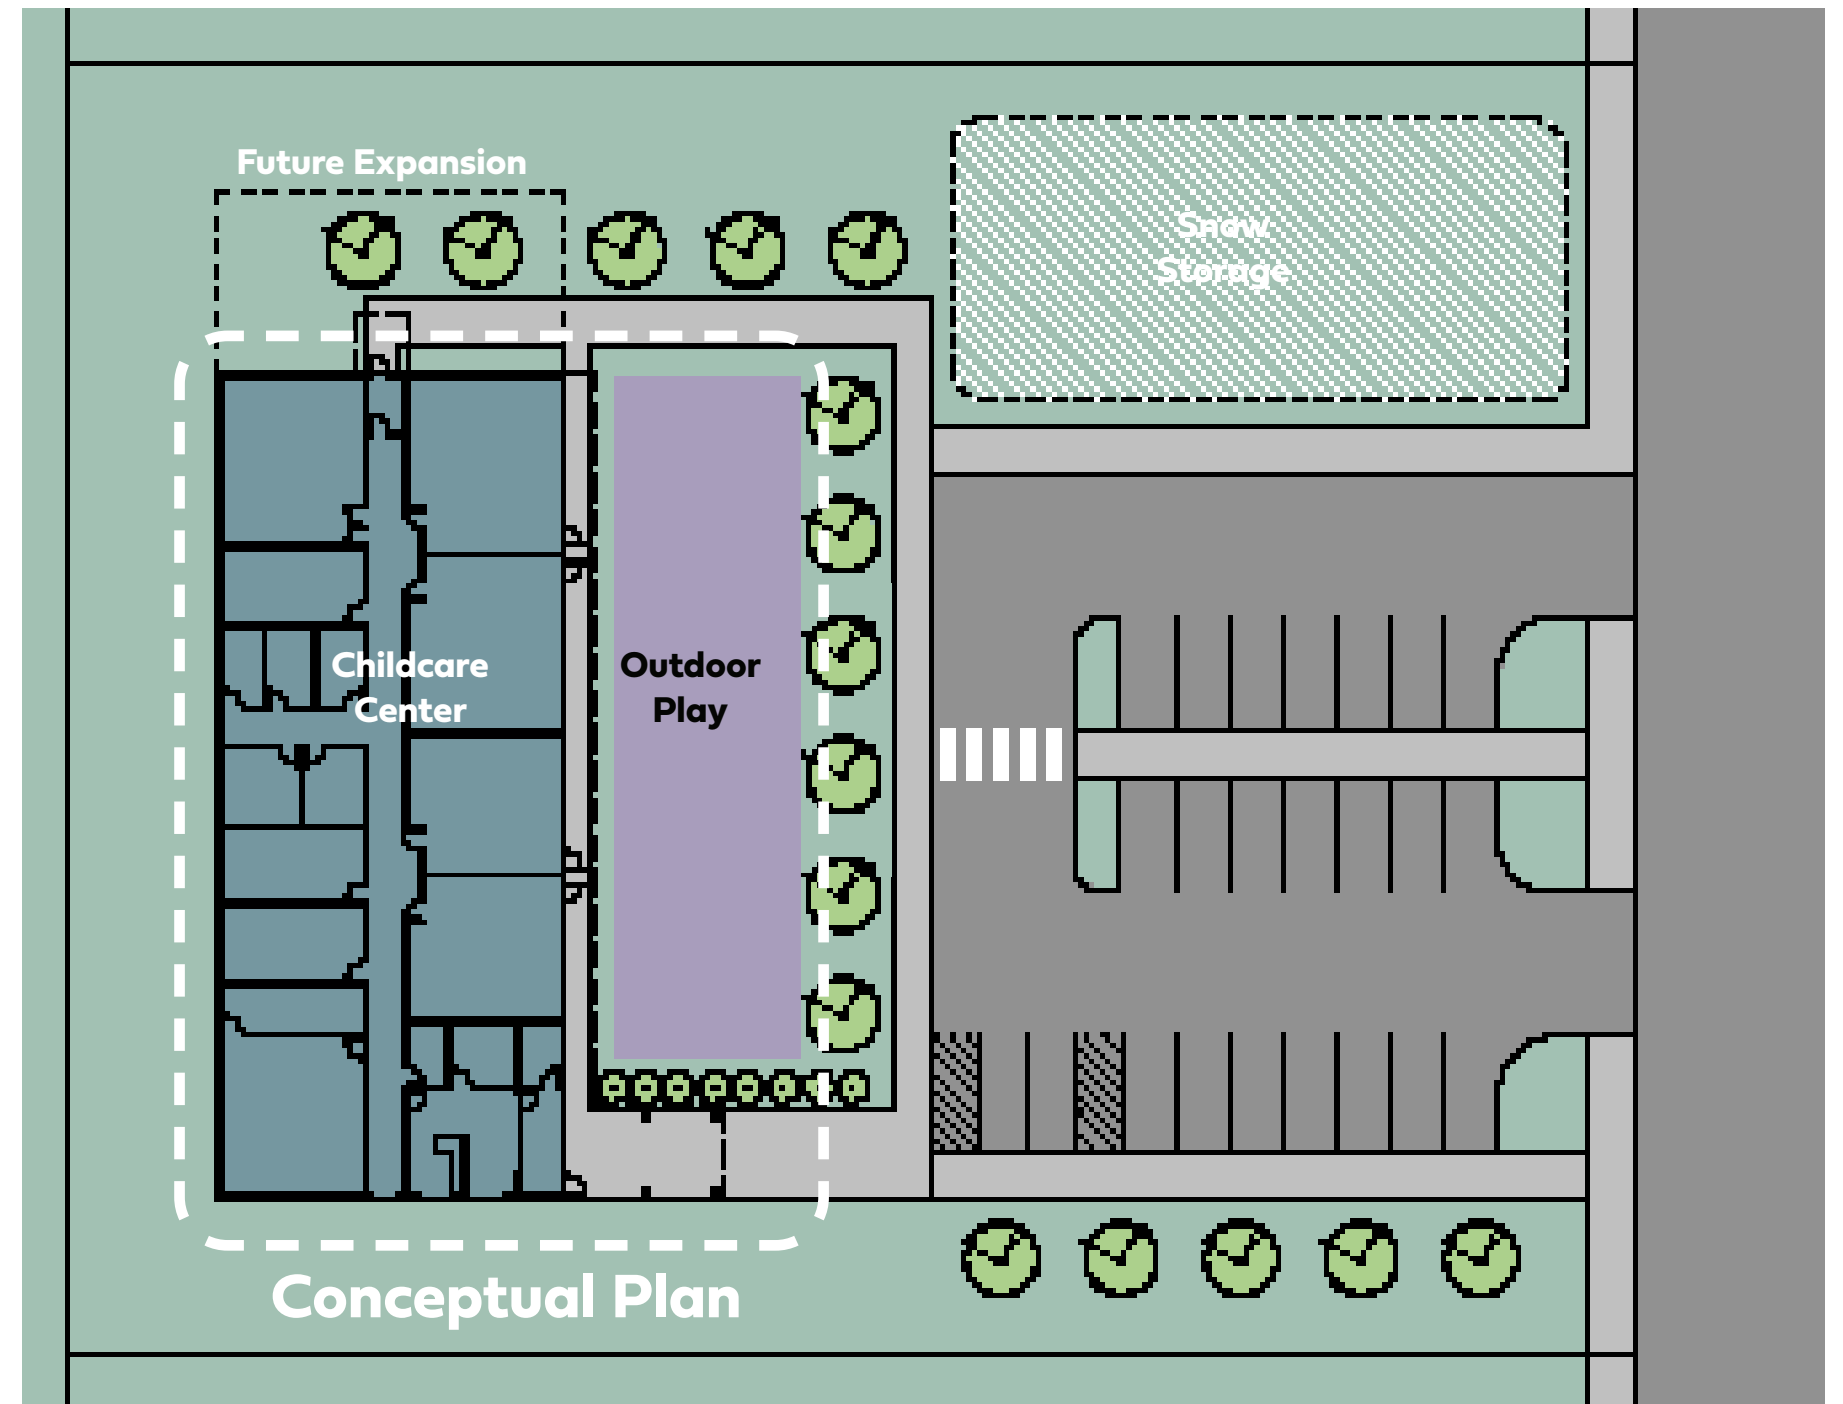 Future Expansion
Snow
Storage
Childcare
Center
Outdoor
Play
Conceptual Plan